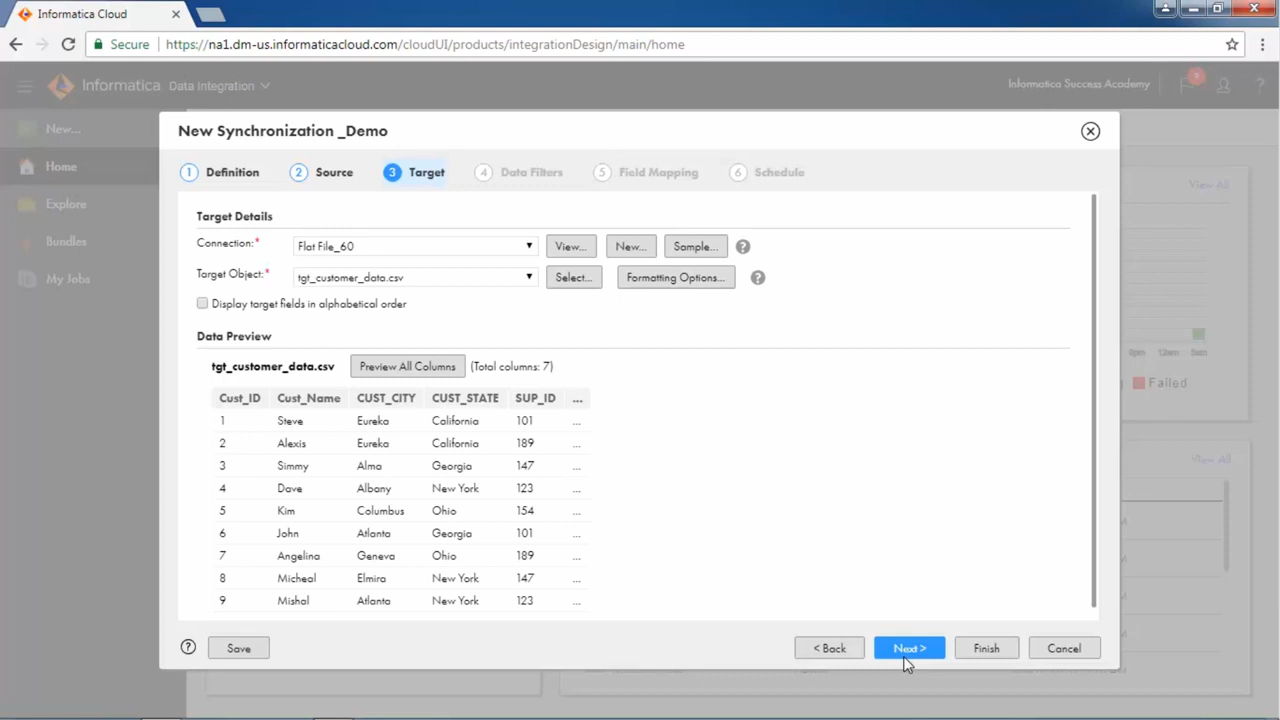 Informatica Cloud
Secure https://na1.dm-us.informaticacloud.com/cloudUI/products/integrationDesign/main/home
Informatica Data Integration Informatica Success Academy ?
New...
Home
Explore
Bundles
My Jobs
View All
0pm 12am 5am
Failed
View All
New Synchronization _Demo
1 Definition 2 Source 3 Target 4 Data Filters 5 Field Mapping 6 Schedule
Target Details
Connection:* Flat File_60 View... New... Sample... ?
Target Object:* tgt_customer_data.csv Select... Formatting Options... ?
Display target fields in alphabetical order
Data Preview
tgt_customer_data.csv Preview All Columns (Total columns: 7)
Cust_ID Cust_Name CUST_CITY CUST_STATE SUP_ID ...
1 Steve Eureka California 101 ...
2 Alexis Eureka California 189 ...
3 Simmy Alma Georgia 147 ...
4 Dave Albany New York 123 ...
5 Kim Columbus Ohio 154 ...
6 John Atlanta Georgia 101 ...
7 Angelina Geneva Ohio 189 ...
8 Micheal Elmira New York 147 ...
9 Mishal Atlanta New York 123 ...
? Save < Back Next > Finish Cancel